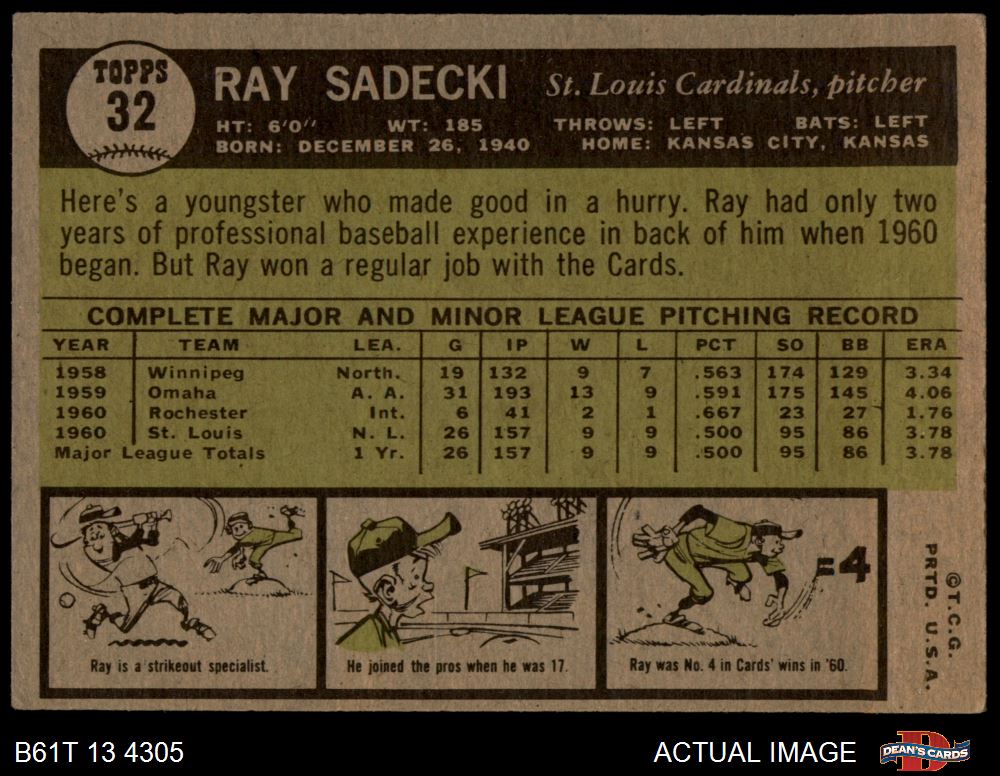 TOPPS
32
RAY SADECKI St. Louis Cardinals, pitcher
HT: 6'0" WT: 185 THROWS: LEFT BATS: LEFT
BORN: DECEMBER 26, 1940 HOME: KANSAS CITY, KANSAS
Here's a youngster who made good in a hurry. Ray had only two
years of professional baseball experience in back of him when 1960
began. But Ray won a regular job with the Cards.
COMPLETE MAJOR AND MINOR LEAGUE PITCHING RECORD
YEAR TEAM LEA. G IP W L PCT SO BB ERA
1958 Winnipeg North. 19 132 9 7 .563 174 129 3.34
1959 Omaha A. A. 31 193 13 9 .591 175 145 4.06
1960 Rochester Int. 6 41 2 1 .667 23 27 1.76
1960 St. Louis N. L. 26 157 9 9 .500 95 86 3.78
Major League Totals 1 Yr. 26 157 9 9 .500 95 86 3.78
=4
Ray is a strikeout specialist.
He joined the pros when he was 17.
Ray was No. 4 in Cards' wins in '60.
©T.C.G.
PRTD. U.S.A.
B61T 13 4305 ACTUAL IMAGE DEAN'S CARDS